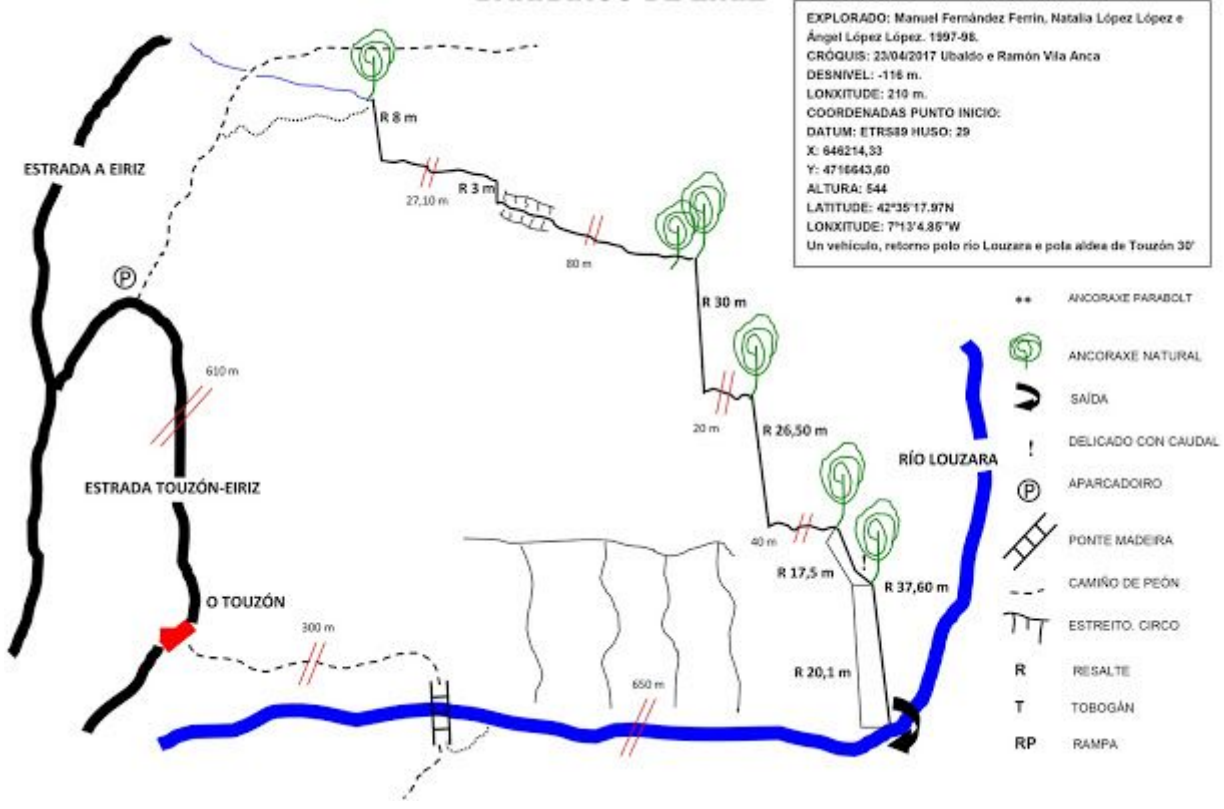 EXPLORADO: Manuel Fernández Ferrin, Natalia López López e
Ángel López López. 1997-98.
CRÓQUIS: 23/04/2017 Ubaldo e Ramón Vila Anca
DESNIVEL: -116 m.
LONXITUDE: 210 m.
COORDENADAS PUNTO INICIO:
DATUM: ETRS89 HUSO: 29
X: 646214,33
Y: 4716643,60
ALTURA: 544
LATITUDE: 42º35'17.97N
LONXITUDE: 7º13'4.85"W
Un vehículo, retorno polo río Louzara e pola aldea de Touzón 30'
R 8 m
ESTRADA A EIRIZ
R 3 m
27,10 m
80 m
P
R 30 m
610 m
20 m
R 26,50 m
ESTRADA TOUZÓN-EIRIZ
RÍO LOUZARA
40 m
!
R 17,5 m
R 37,60 m
O TOUZÓN
300 m
650 m
R 20,1 m
ANCORAXE PARABOLT
ANCORAXE NATURAL
SAÍDA
! DELICADO CON CAUDAL
P APARCADOIRO
PONTE MADEIRA
CAMIÑO DE PEÓN
ESTREITO. CIRCO
R RESALTE
T TOBOGÁN
RP RAMPA